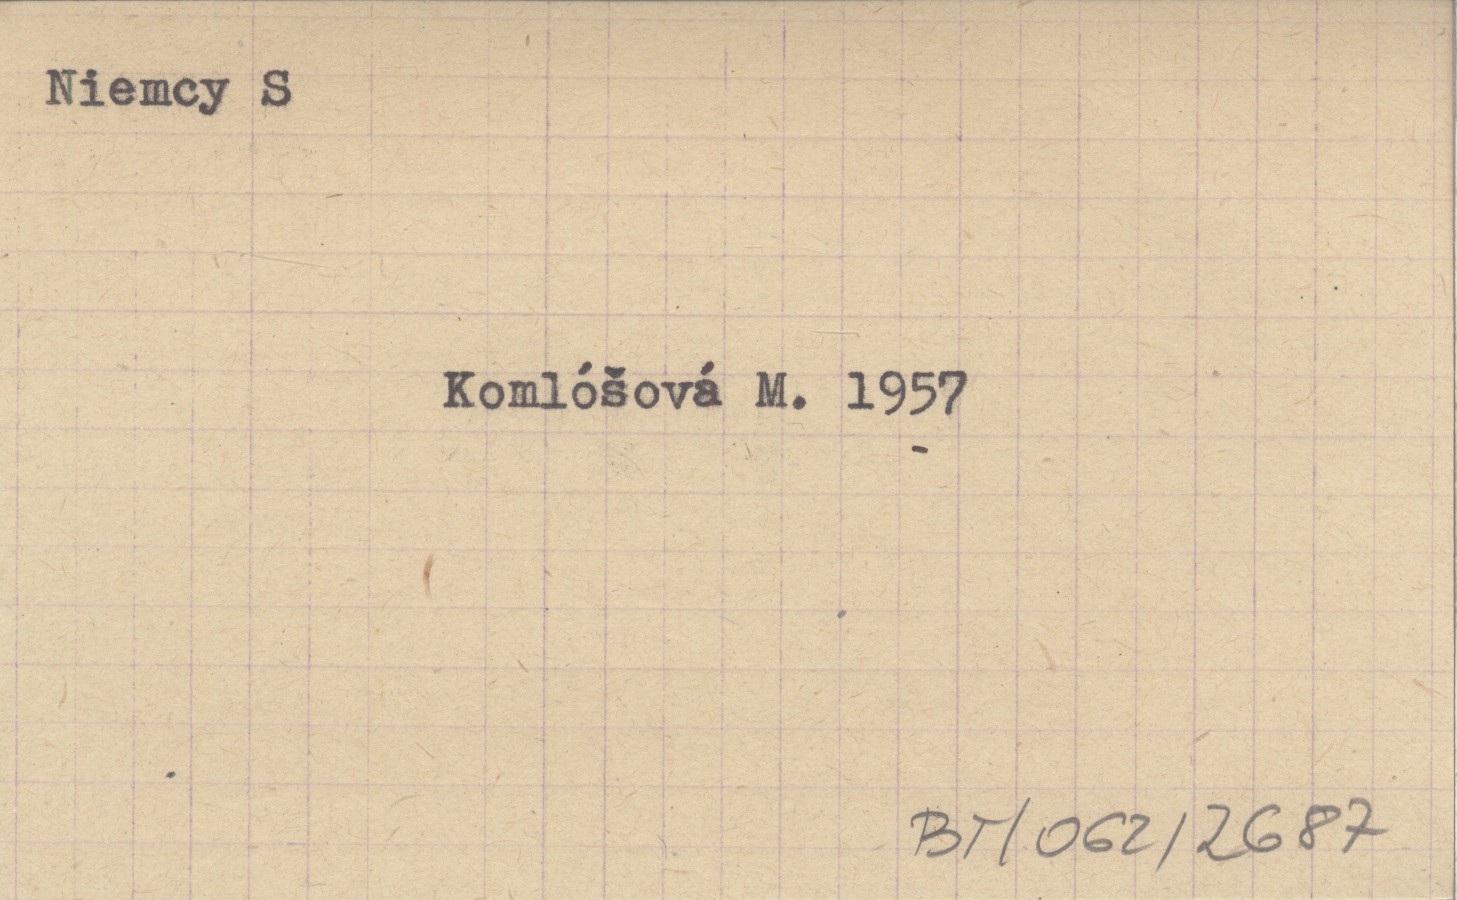 Niemcy S
Komlóšová M. 1957
BT/062/2687